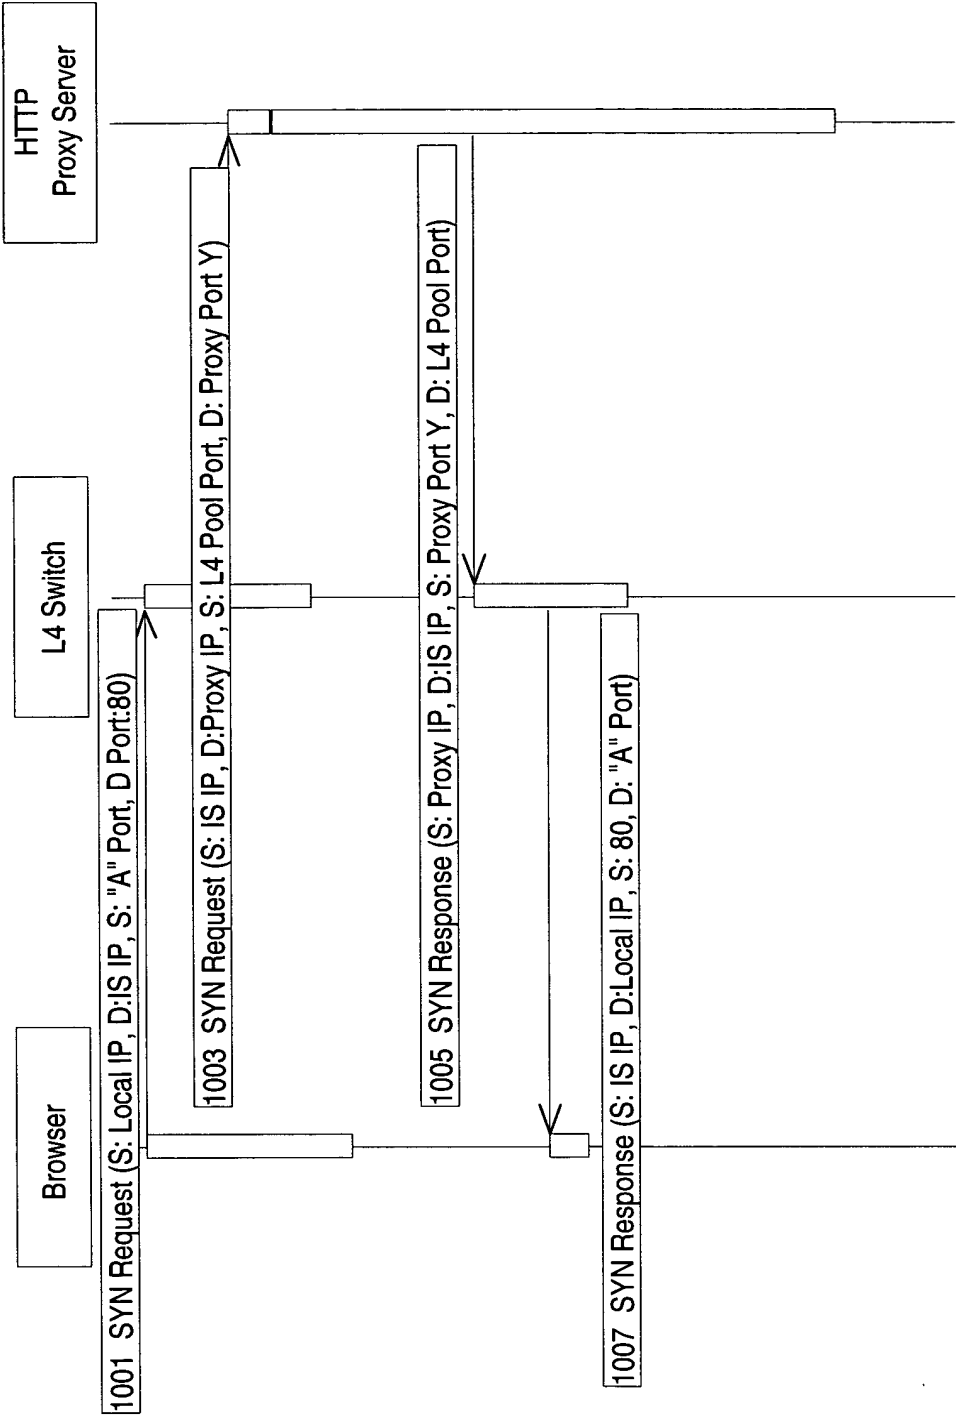 Browser
L4 Switch
HTTP
Proxy Server
1001 SYN Request (S: Local IP, D:IS IP, S: "A" Port, D Port:80)
1003 SYN Request (S: IS IP, D:Proxy IP, S: L4 Pool Port, D: Proxy Port Y)
1005 SYN Response (S: Proxy IP, D:IS IP, S: Proxy Port Y, D: L4 Pool Port)
1007 SYN Response (S: IS IP, D:Local IP, S: 80, D: "A" Port)